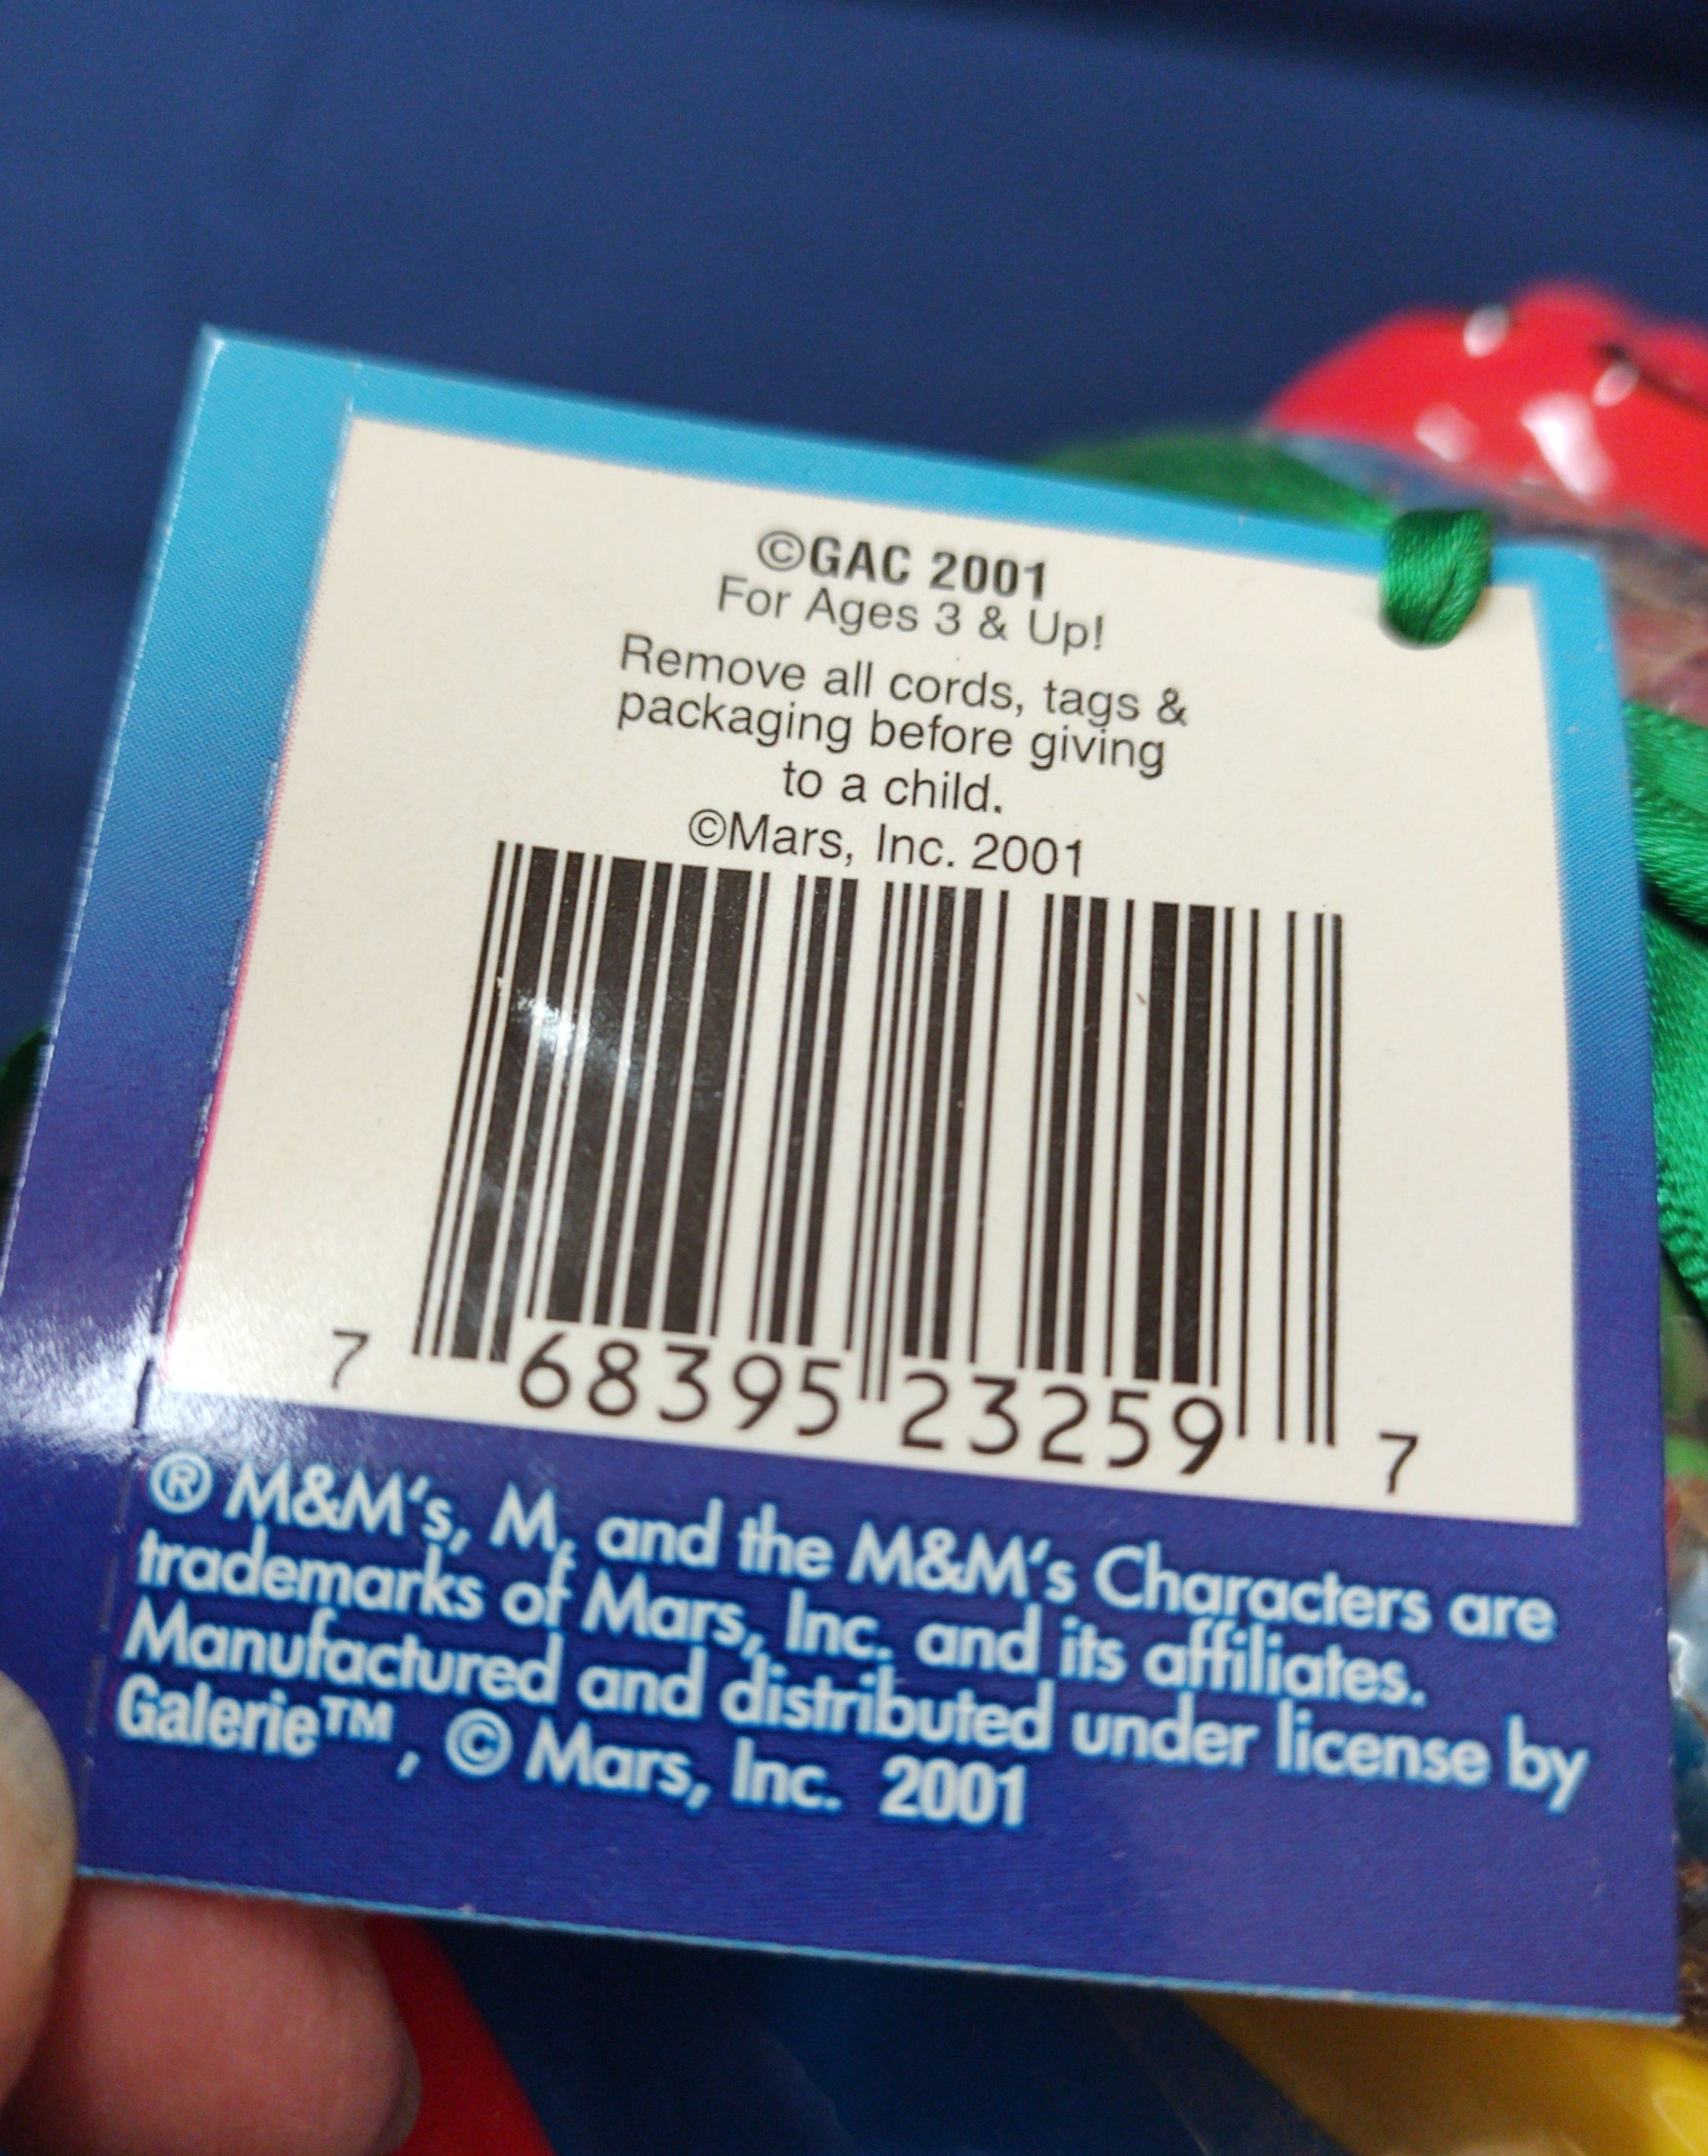 ©GAC 2001
For Ages 3 & Up!
Remove all cords, tags &
packaging before giving
to a child.
©Mars, Inc. 2001
7 68395 23259 7
® M&M's, M, and the M&M's Characters are
trademarks of Mars, Inc. and its affiliates.
Manufactured and distributed under license by
Galerie™, © Mars, Inc. 2001